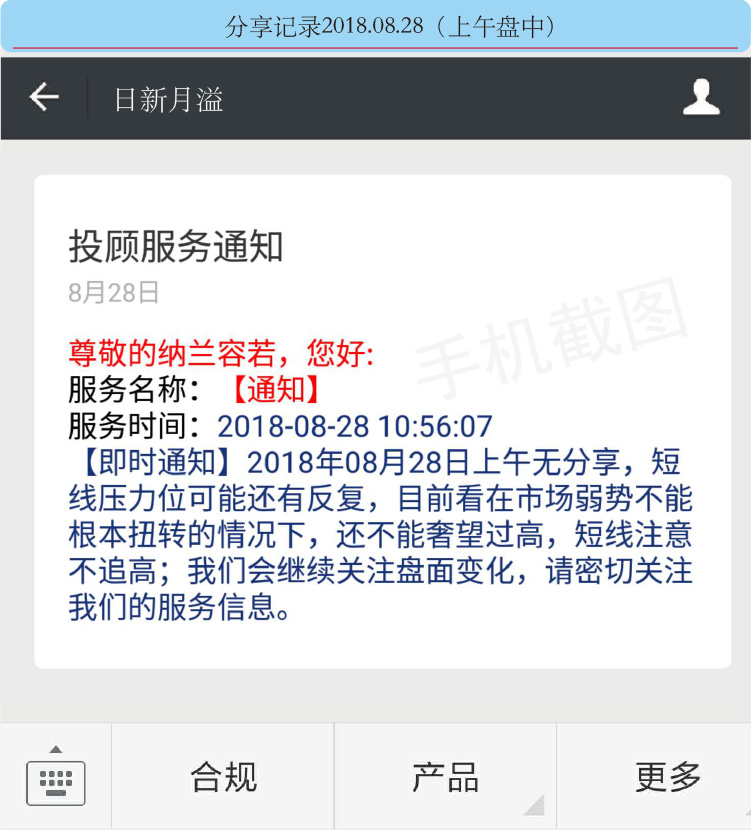 分享记录2018.08.28（上午盘中）
日新月溢
投顾服务通知
8月28日
手机截图
尊敬的纳兰容若，您好:
服务名称：【通知】
服务时间：2018-08-28 10:56:07
【即时通知】2018年08月28日上午无分享，短
线压力位可能还有反复，目前看在市场弱势不能
根本扭转的情况下，还不能奢望过高，短线注意
不追高；我们会继续关注盘面变化，请密切关注
我们的服务信息。
合规
产品
更多